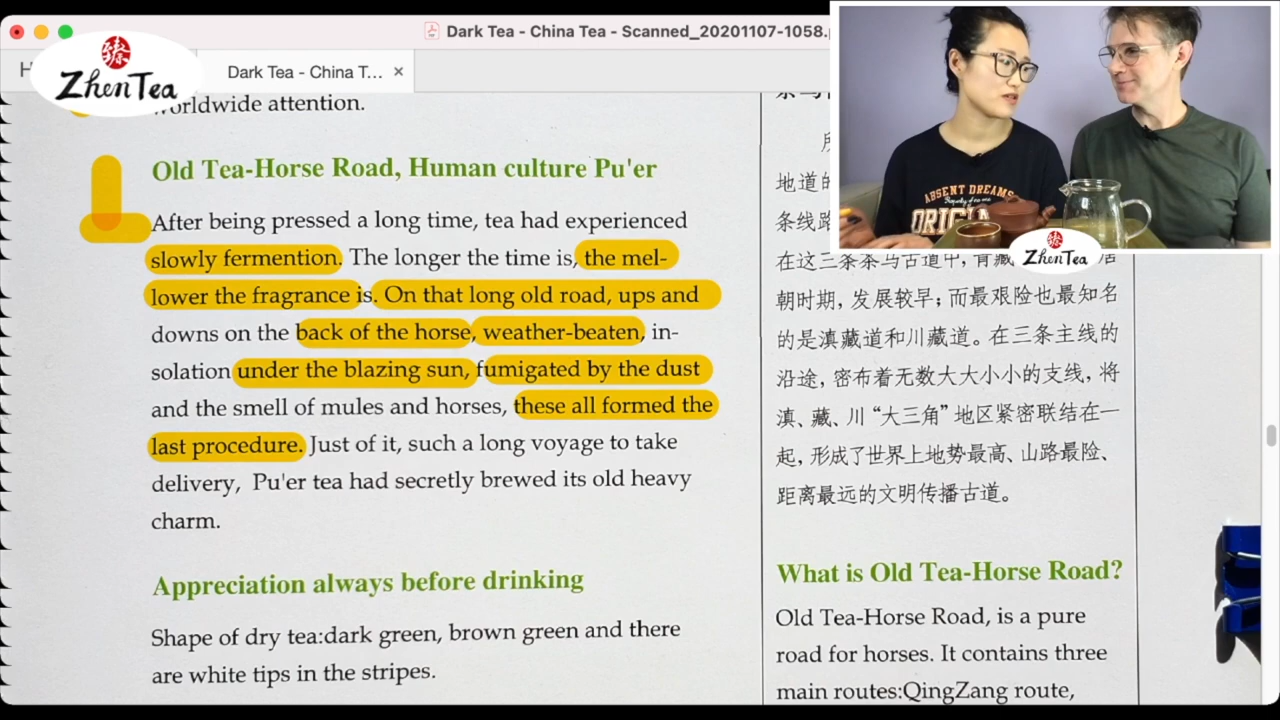 Dark Tea - China Tea - Scanned_20201107-1058.p
H
Dark Tea - China T... ×
臻
Zhen Tea
worldwide attention.
Old Tea-Horse Road, Human culture Pu'er
After being pressed a long time, tea had experienced
slowly fermention. The longer the time is, the mel-
lower the fragrance is. On that long old road, ups and
downs on the back of the horse, weather-beaten, in-
solation under the blazing sun, fumigated by the dust
and the smell of mules and horses, these all formed the
last procedure. Just of it, such a long voyage to take
delivery, Pu'er tea had secretly brewed its old heavy
charm.
Appreciation always before drinking
Shape of dry tea:dark green, brown green and there
are white tips in the stripes.
地道的
条线路
在这三条茶马古道中，青藏
朝时期，发展较早；而最艰险也最知名
的是滇藏道和川藏道。在三条主线的
沿途，密布着无数大大小小的支线，将
滇、藏、川“大三角”地区紧密联结在一
起，形成了世界上地势最高、山路最险、
距离最远的文明传播古道。
What is Old Tea-Horse Road?
Old Tea-Horse Road, is a pure
road for horses. It contains three
main routes:QingZang route,
ABSENT DREAMS
Property of
ORIGI
臻
Zhen Tea